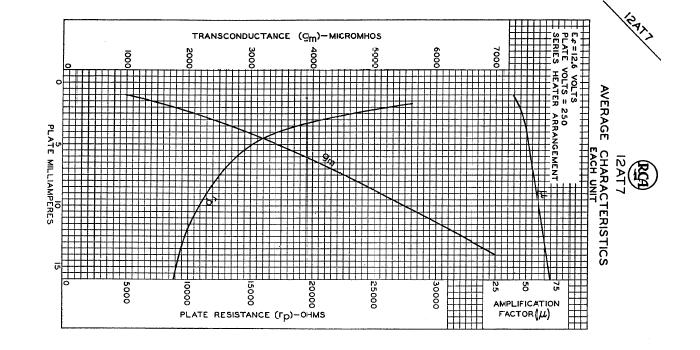 12AT7
RCA
12AT7
AVERAGE CHARACTERISTICS
EACH UNIT
Ef = 12.6 VOLTS
PLATE VOLTS = 250
SERIES HEATER ARRANGEMENT
TRANSCONDUCTANCE (gm)–MICROMHOS
0 1000 2000 3000 4000 5000 6000 7000
0
5
10
15
PLATE MILLIAMPERES
gm
rp
μ
0 5000 10000 15000 20000 25000 30000
PLATE RESISTANCE (rp)–OHMS
25 50 75
AMPLIFICATION
FACTOR (μ)